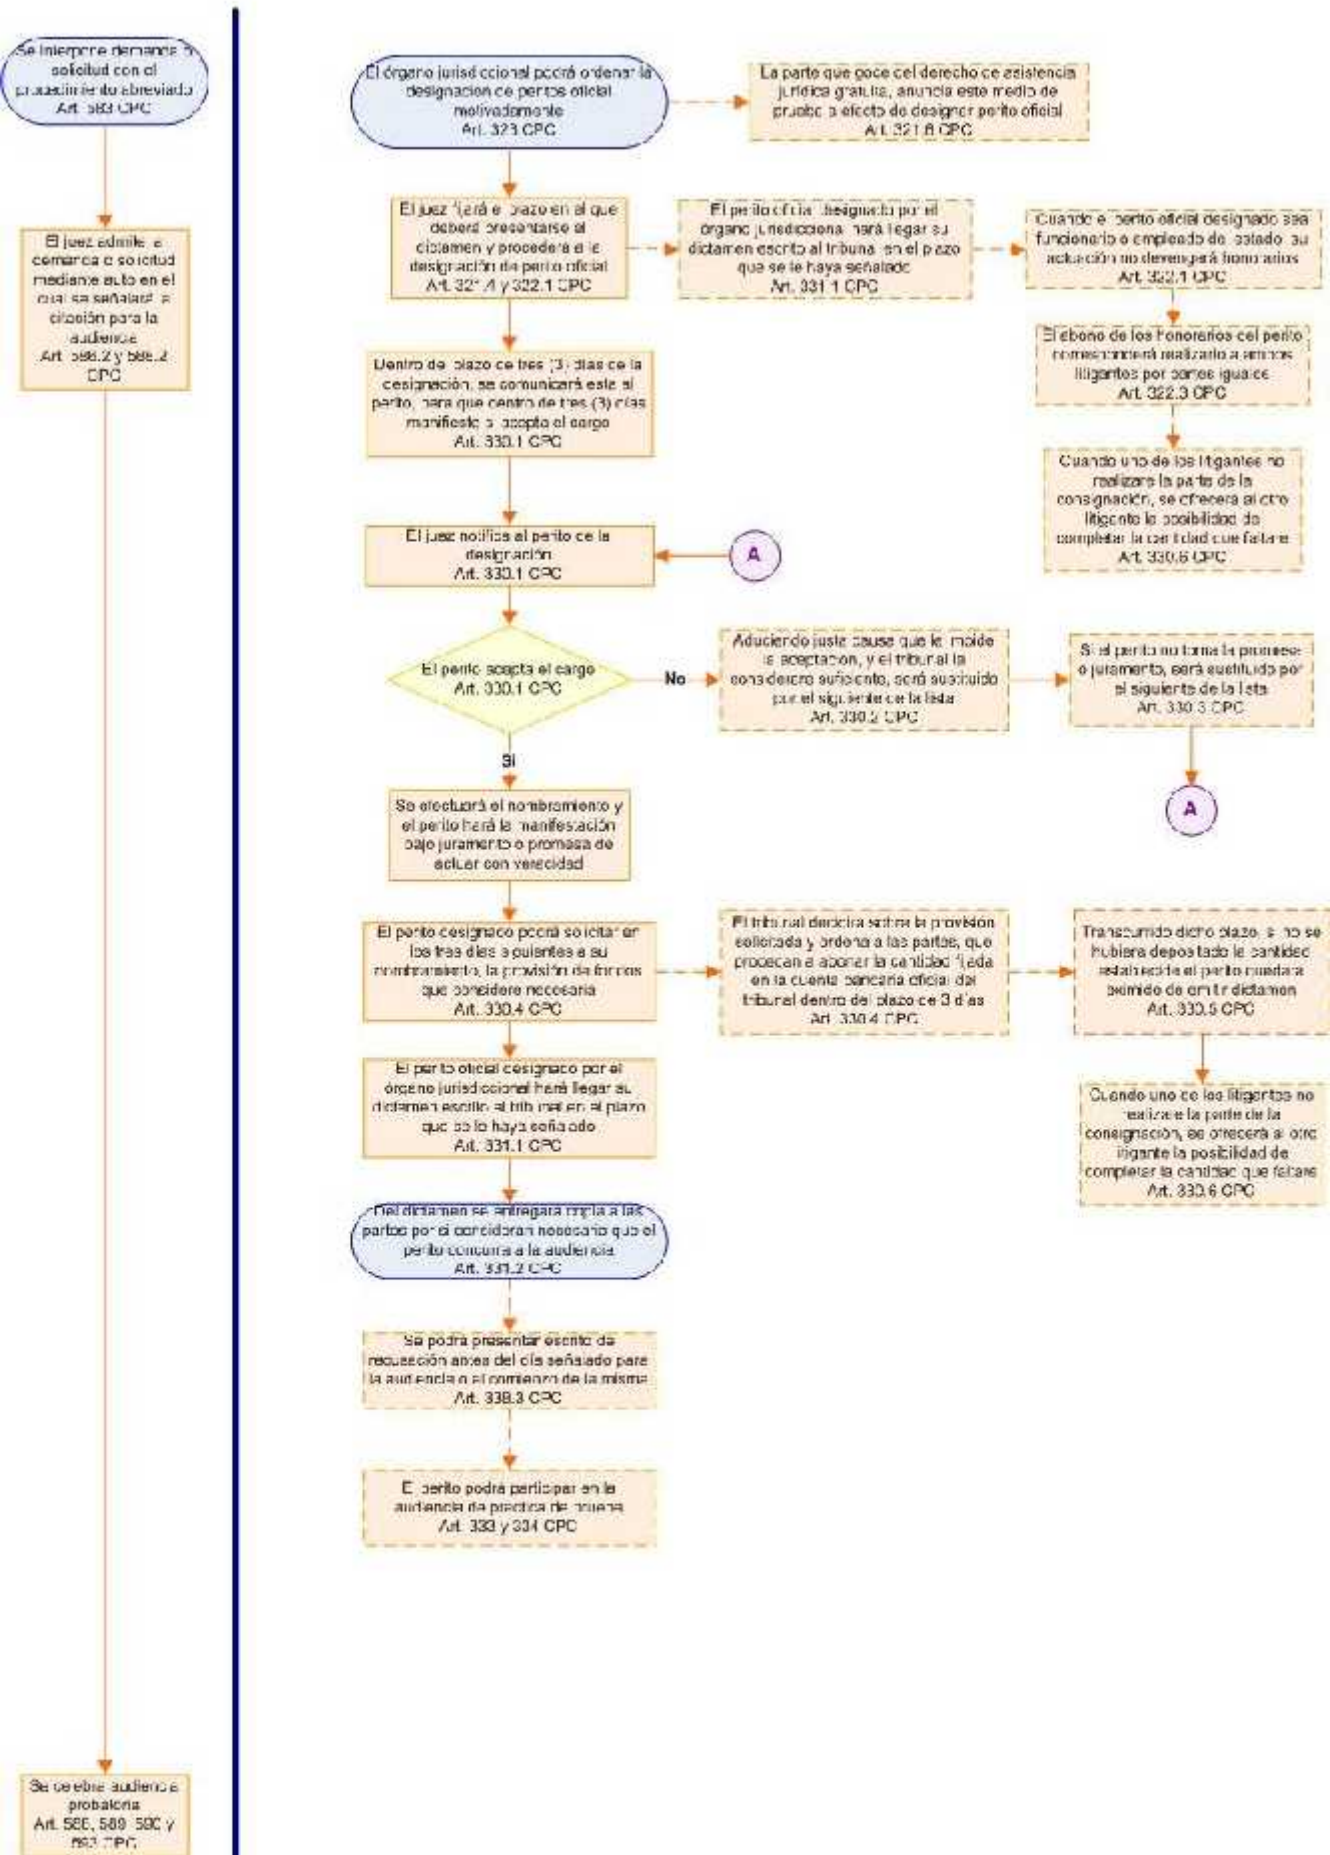 Se interpone demanda o
solicitud con el
procedimiento abreviado
Art. 583 CPC
El juez admite la
demanda o solicitud
mediante auto en el
cual se señalará la
citación para la
audiencia
Art. 586.2 y 588.2
CPC
Se celebra audiencia
probatoria
Art. 588, 589, 590 y
593 CPC
El órgano jurisdiccional podrá ordenar la
designación de peritos oficial
motivadamente
Art. 323 CPC
La parte que goce del derecho de asistencia
jurídica gratuita, anuncia este medio de
prueba a efecto de designar perito oficial
Art. 321.6 CPC
El juez fijará el plazo en al que
deberá presentarse el
dictamen y procederá a la
designación de perito oficial
Art. 321.4 y 322.1 CPC
El perito oficial designado por el
órgano jurisdiccional hará llegar su
dictamen escrito al tribunal en el plazo
que se le haya señalado
Art. 331.1 CPC
Cuando el perito oficial designado sea
funcionario o empleado del estado, su
actuación no devengará honorarios
Art. 322.1 CPC
El abono de los honorarios del perito
corresponderá realizarlo a ambos
litigantes por partes iguales
Art. 322.3 CPC
Cuando uno de los litigantes no
realizare la parte de la
consignación, se ofrecerá al otro
litigante la posibilidad de
completar la cantidad que faltare
Art. 330.6 CPC
Dentro del plazo de tres (3) días de la
designación, se comunicará esta al
perito, para que dentro de tres (3) días
manifieste si acepta el cargo
Art. 330.1 CPC
El juez notifica al perito de la
designación
Art. 330.1 CPC
A
El perito acepta el cargo
Art. 330.1 CPC
No
Aduciendo justa causa que le impide
la aceptación, y el tribunal la
considerare suficiente, será sustituido
por el siguiente de la lista
Art. 330.2 CPC
Si el perito no toma la promesa
o juramento, será sustituido por
el siguiente de la lista
Art. 330.3 CPC
A
Si
Se efectuará el nombramiento y
el perito hará la manifestación
bajo juramento o promesa de
actuar con veracidad
El perito designado podrá solicitar en
los tres días siguientes a su
nombramiento, la provisión de fondos
que considere necesaria
Art. 330.4 CPC
El tribunal decidirá sobre la provisión
solicitada y ordena a las partes, que
procedan a abonar la cantidad fijada
en la cuenta bancaria oficial del
tribunal dentro del plazo de 3 días
Art. 330.4 CPC
Transcurrido dicho plazo, si no se
hubiera depositado la cantidad
establecida el perito quedará
eximido de emitir dictamen
Art. 330.5 CPC
Cuando uno de los litigantes no
realizare la parte de la
consignación, se ofrecerá al otro
litigante la posibilidad de
completar la cantidad que faltare
Art. 330.6 CPC
El perito oficial designado por el
órgano jurisdiccional hará llegar su
dictamen escrito al tribunal en el plazo
que se le haya señalado
Art. 331.1 CPC
Del dictamen se entregará copia a las
partes por si consideran necesario que el
perito concurra a la audiencia
Art. 331.2 CPC
Se podrá presentar escrito de
recusación antes del día señalado para
la audiencia o al comienzo de la misma
Art. 338.3 CPC
El perito podrá participar en la
audiencia de práctica de prueba
Art. 333 y 334 CPC